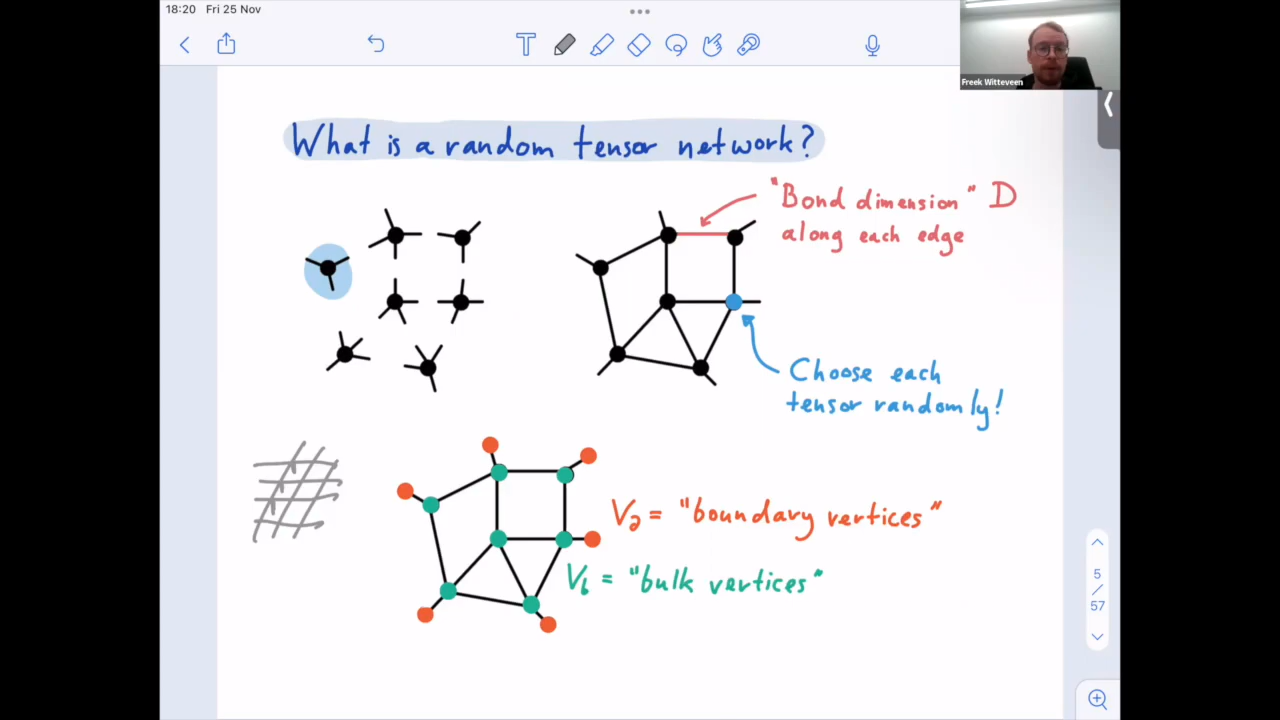 18:20 Fri 25 Nov
Freek Witteveen
What is a random tensor network?
"Bond dimension" D
along each edge
Choose each
tensor randomly!
V∂ = "boundary vertices"
Vb = "bulk vertices"
5
/
57